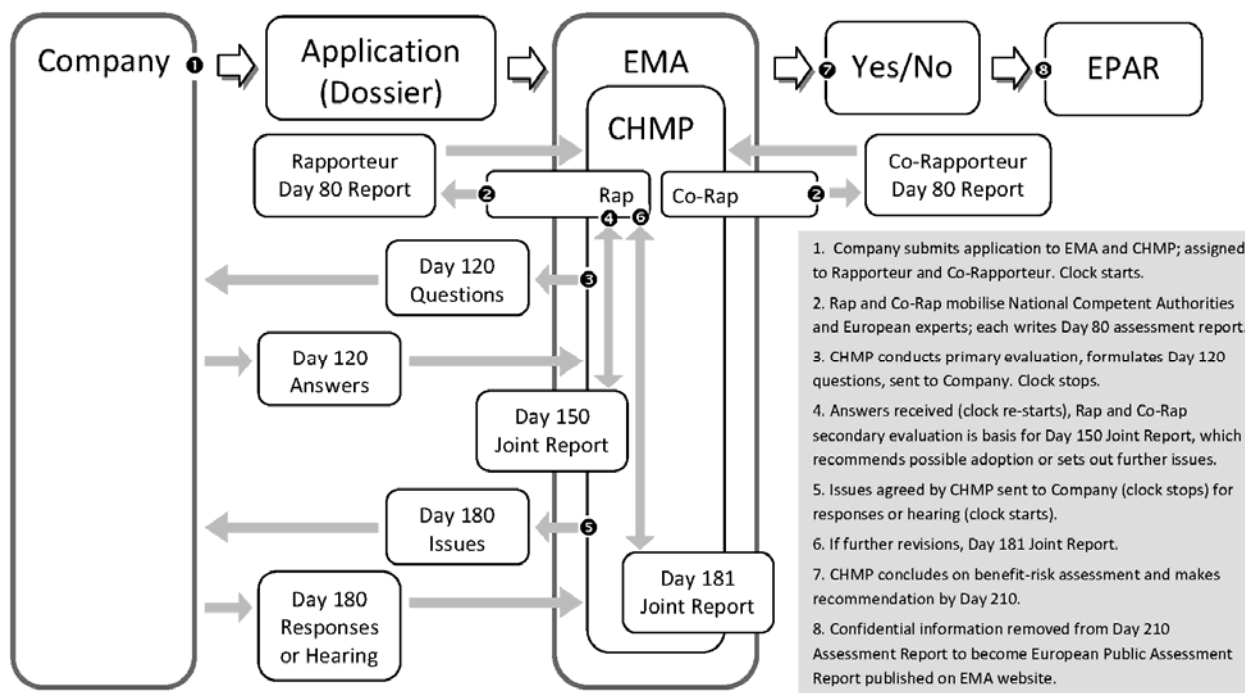 Company
❶
Application
(Dossier)
EMA
❼
Yes/No
❽
EPAR
CHMP
Rapporteur
Day 80 Report
❷
Rap
❹ ❻
Co-Rap
❷
Co-Rapporteur
Day 80 Report
Day 120
Questions
❸
Day 120
Answers
Day 150
Joint Report
Day 180
Issues
❺
Day 181
Joint Report
Day 180
Responses
or Hearing
1. Company submits application to EMA and CHMP; assigned
to Rapporteur and Co-Rapporteur. Clock starts.
2. Rap and Co-Rap mobilise National Competent Authorities
and European experts; each writes Day 80 assessment report.
3. CHMP conducts primary evaluation, formulates Day 120
questions, sent to Company. Clock stops.
4. Answers received (clock re-starts), Rap and Co-Rap
secondary evaluation is basis for Day 150 Joint Report, which
recommends possible adoption or sets out further issues.
5. Issues agreed by CHMP sent to Company (clock stops) for
responses or hearing (clock starts).
6. If further revisions, Day 181 Joint Report.
7. CHMP concludes on benefit-risk assessment and makes
recommendation by Day 210.
8. Confidential information removed from Day 210
Assessment Report to become European Public Assessment
Report published on EMA website.